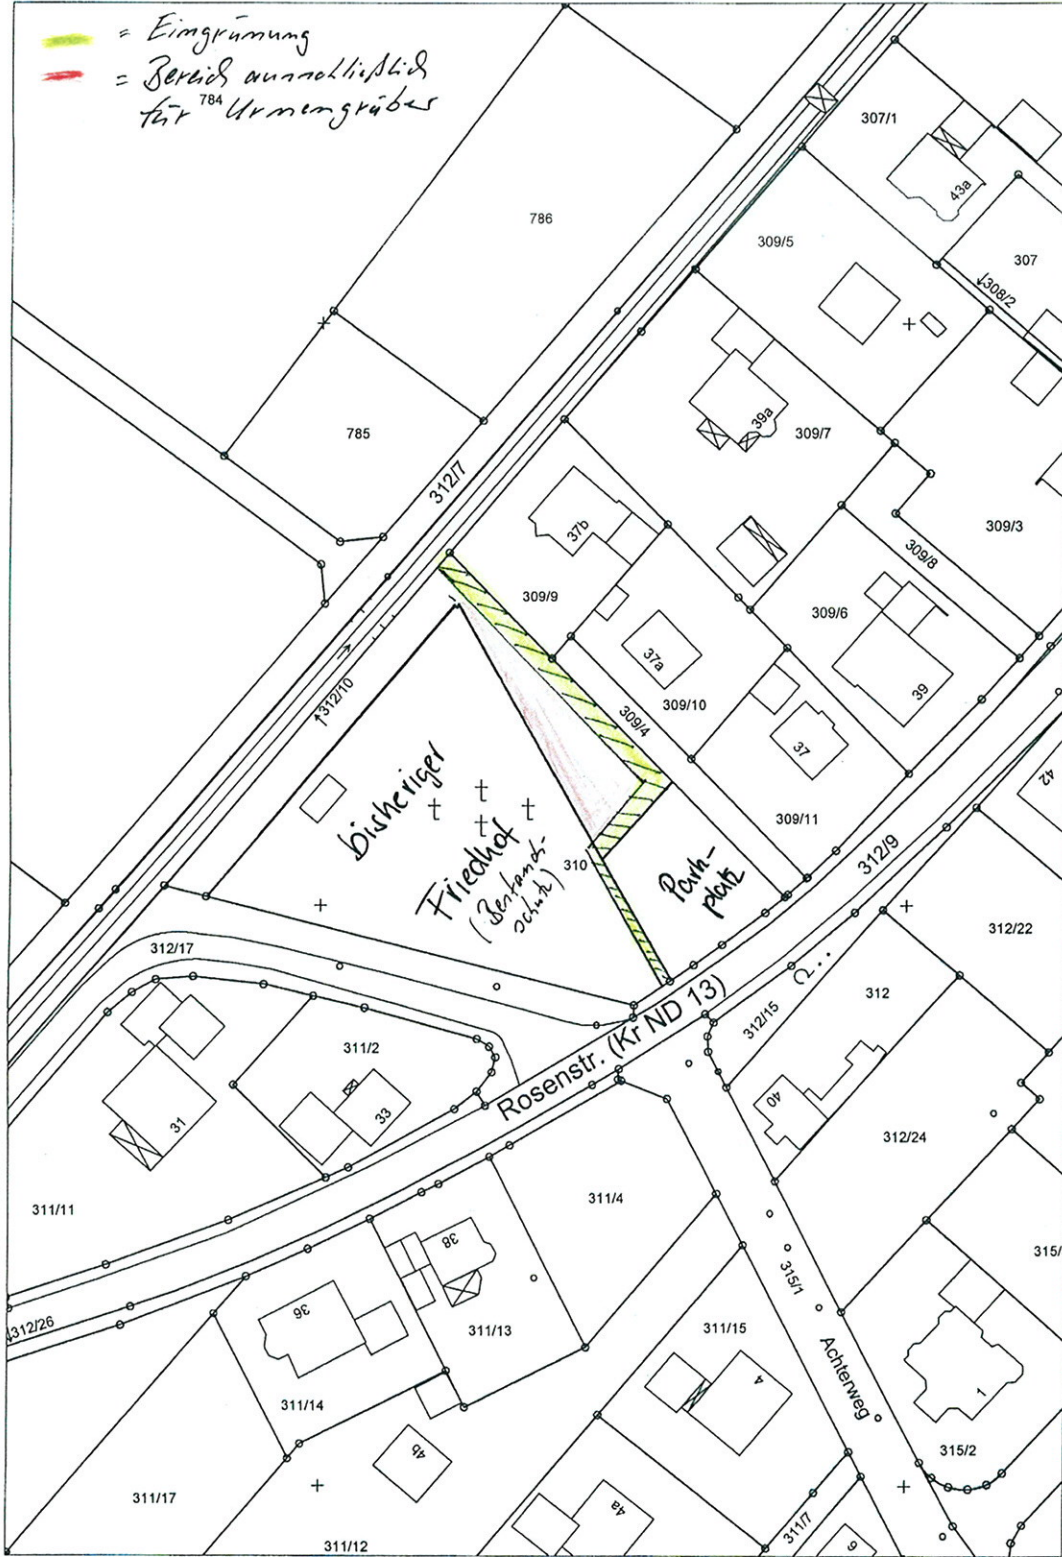 = Eingrünung
= Bereich ausschließlich
für 784 Urnengräber
307/1
43a
786
309/5
307
↓308/2
39a
309/7
785
312/7
309/3
37b
309/8
309/9
309/6
37a
39
↑312/10
309/10
309/4
37
bisheriger
42
309/11
Friedhof
310
312/9
(Bestands-
schutz)
Park-
platz
312/22
312/17
(2..
312
312/15
311/2
Rosenstr. (Kr ND 13)
33
31
40
312/24
311/11
311/4
38
315/
315/1
36
↓312/26
311/13
311/15
Achterweg
4
1
311/14
4b
315/2
311/17
4a
311/7
311/12
6